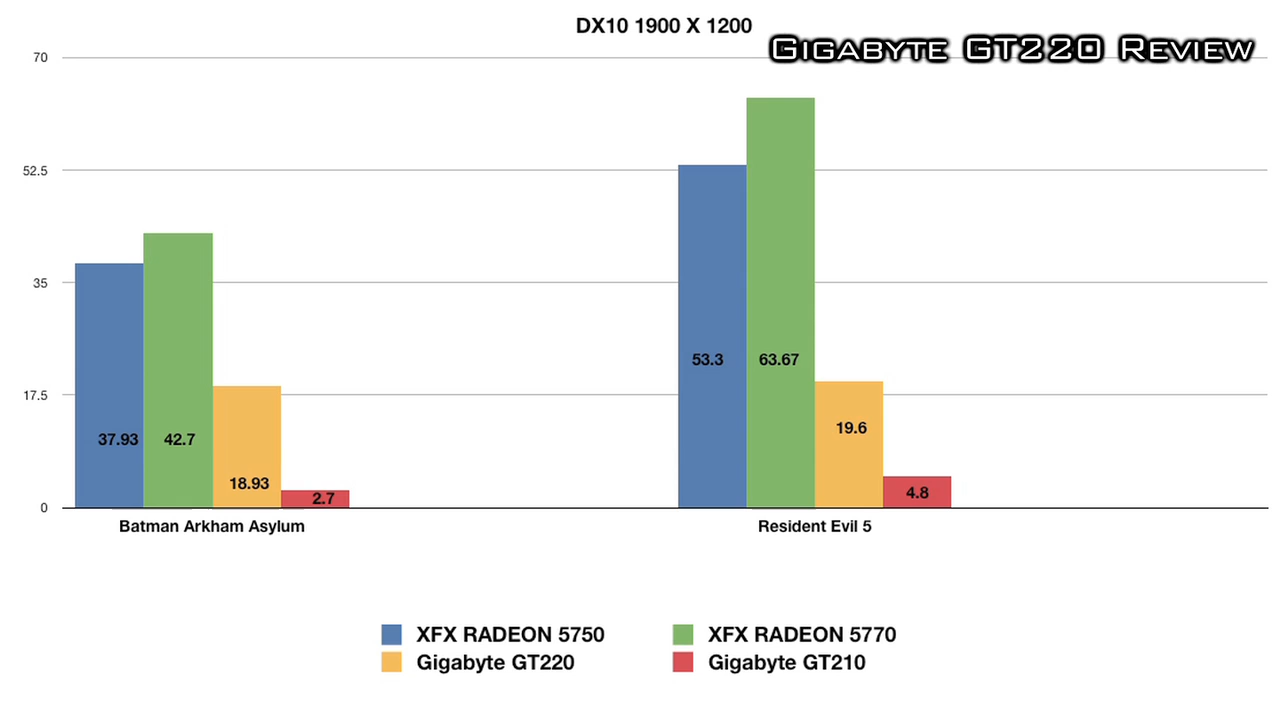 DX10 1900 X 1200
Gigabyte GT220 Review
70
52.5
35
17.5
0
37.93
42.7
18.93
2.7
53.3
63.67
19.6
4.8
Batman Arkham Asylum
Resident Evil 5
XFX RADEON 5750
XFX RADEON 5770
Gigabyte GT220
Gigabyte GT210